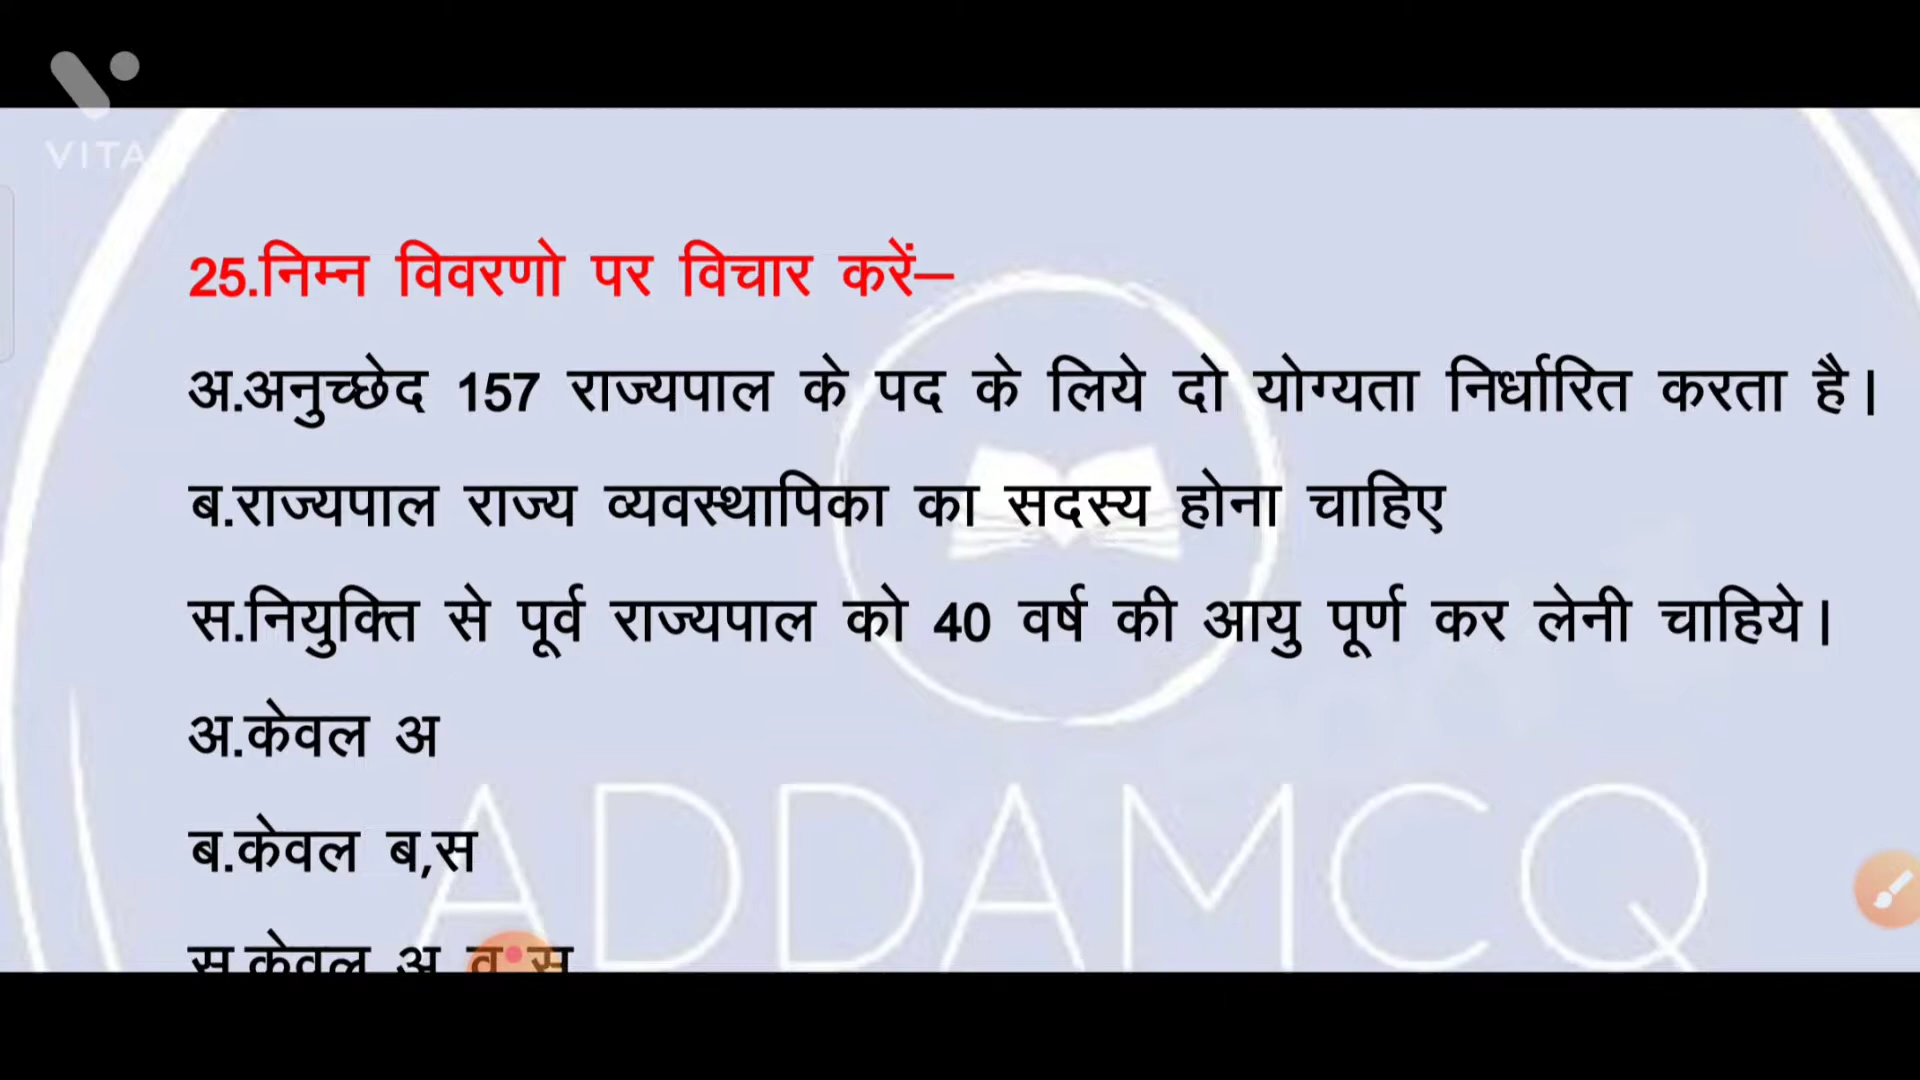 VITA
25.निम्न विवरणो पर विचार करें–
अ.अनुच्छेद 157 राज्यपाल के पद के लिये दो योग्यता निर्धारित करता है।
ब.राज्यपाल राज्य व्यवस्थापिका का सदस्य होना चाहिए
स.नियुक्ति से पूर्व राज्यपाल को 40 वर्ष की आयु पूर्ण कर लेनी चाहिये।
अ.केवल अ
ब.केवल ब,स
स.केवल अ व स
ADDAMCQ